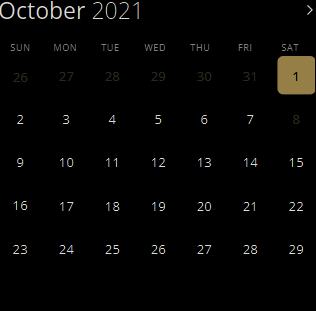 October 2021
SUN MON TUE WED THU FRI SAT
26 27 28 29 30 31 1
2 3 4 5 6 7 8
9 10 11 12 13 14 15
16 17 18 19 20 21 22
23 24 25 26 27 28 29